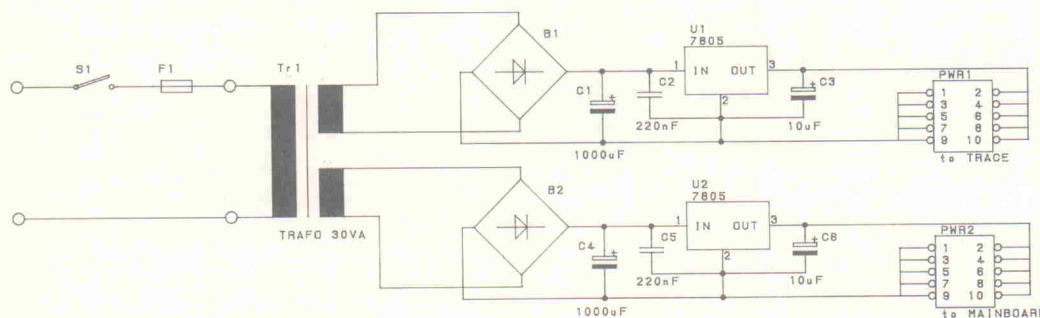 S1
F1
Tr1
TRAFO 30VA
B1
C1
1000uF
C2
220nF
U1
7805
1
IN
OUT
3
2
C3
+
10uF
+
PWR1
1 2
3 4
5 6
7 8
9 10
to TRACE
B2
C4
+
1000uF
C5
220nF
U2
7805
1
IN
OUT
3
2
C6
+
10uF
PWR2
1 2
3 4
5 6
7 8
9 10
to MAINBOARD